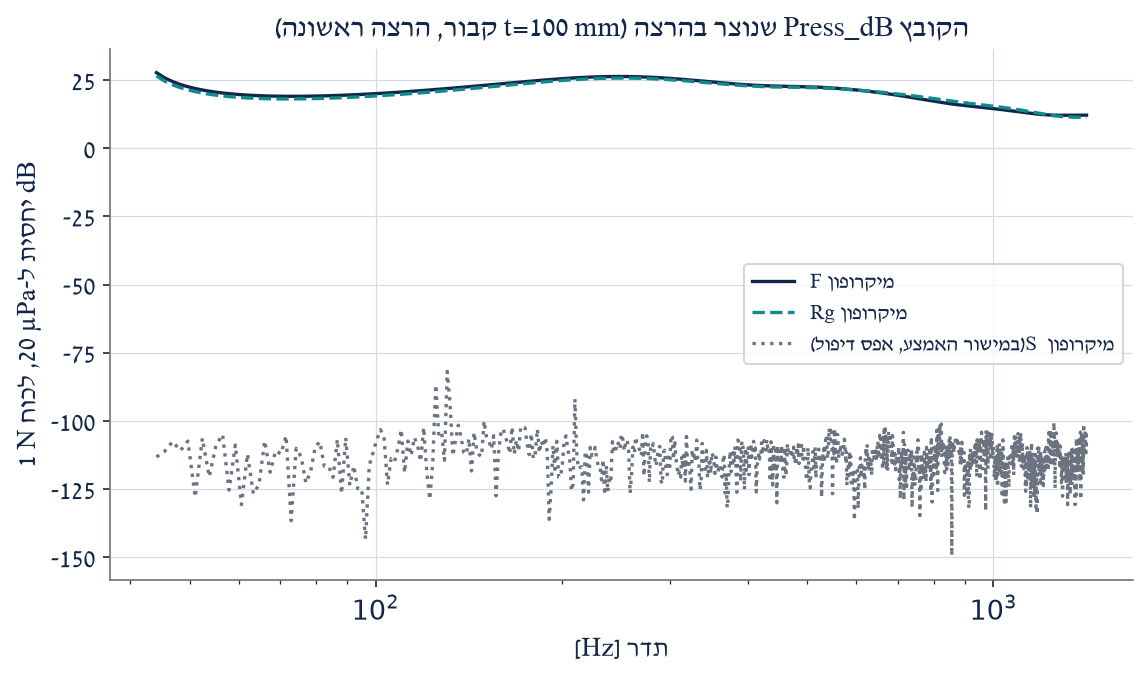 הקובץ Press_dB שנוצר בהרצה (t=100 mm קבור, הרצה ראשונה)
dB יחסית ל-20 µPa, לכוח 1 N
25
0
-25
-50
-75
-100
-125
-150
מיקרופון F
מיקרופון Rg
מיקרופון S (במישור האמצע, אפס דיפול)
10²
10³
תדר [Hz]